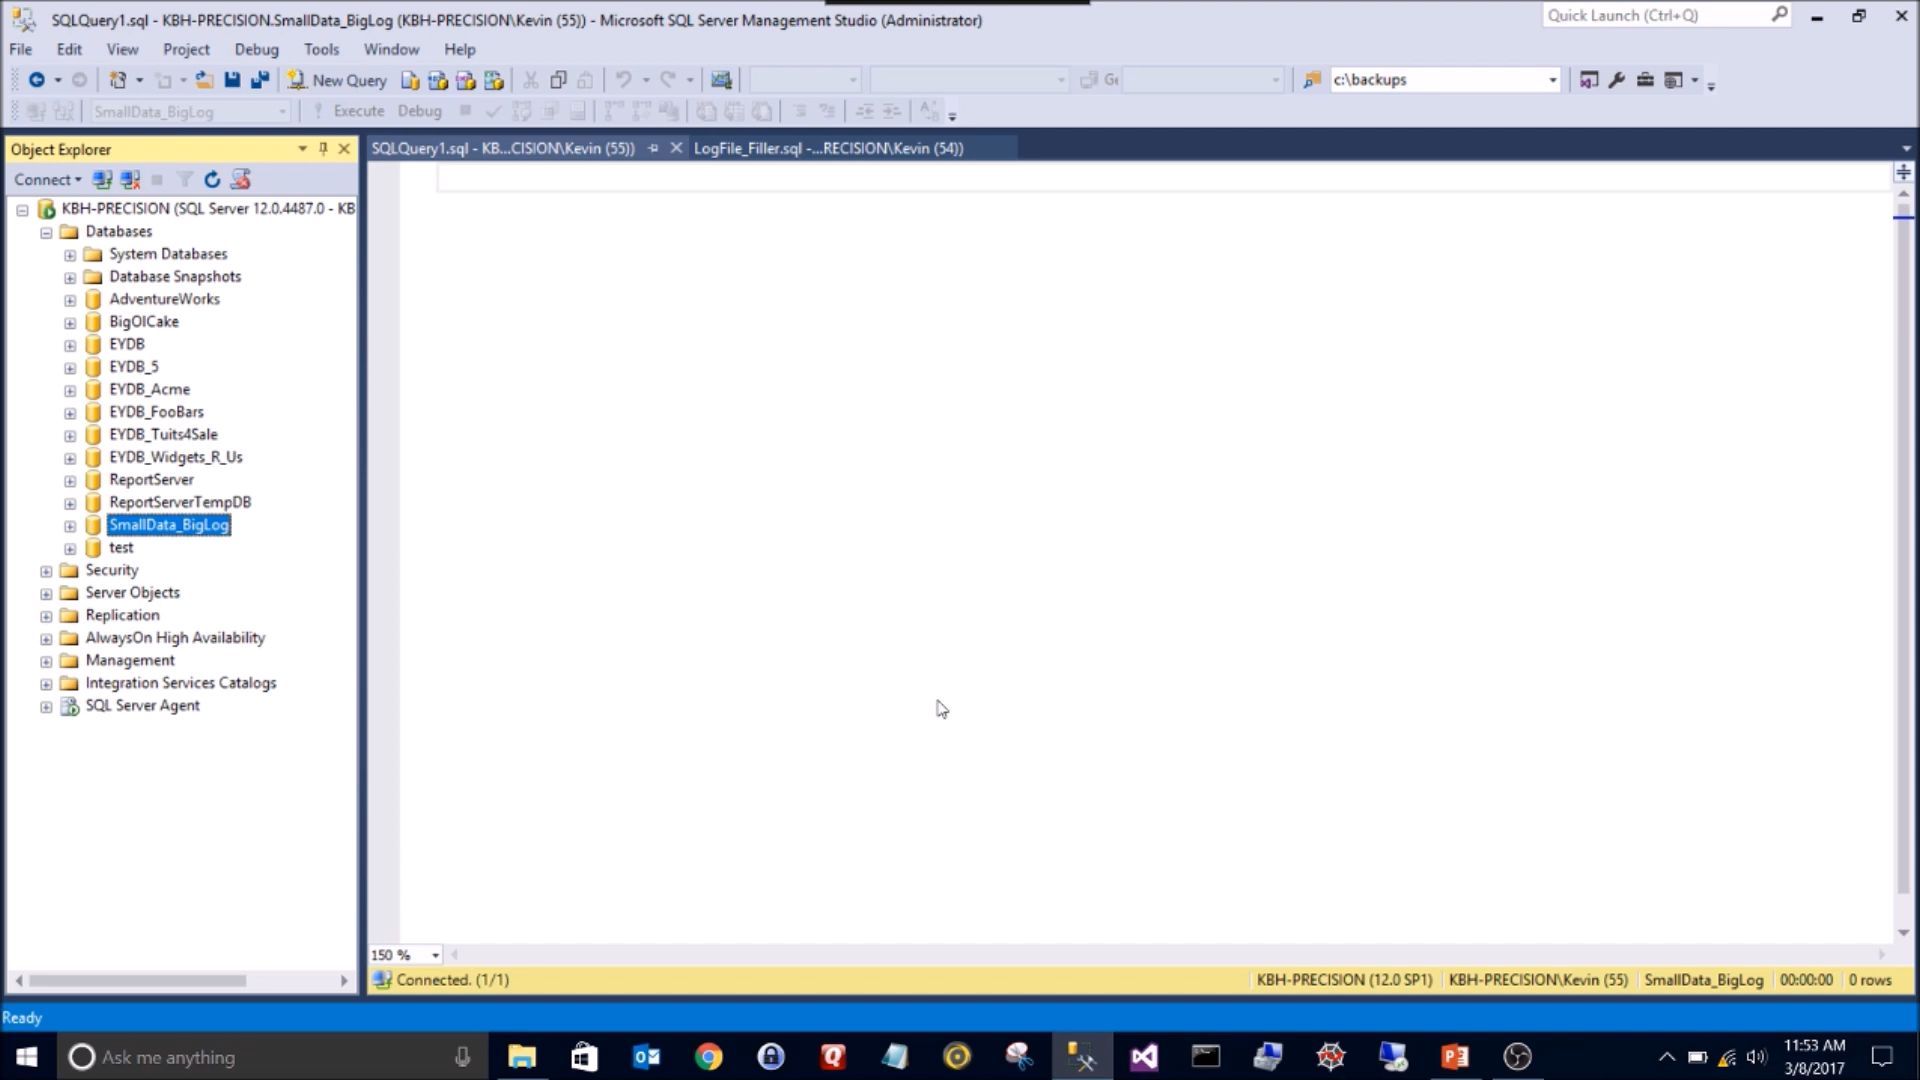 SQLQuery1.sql - KBH-PRECISION.SmallData_BigLog (KBH-PRECISION\Kevin (55)) - Microsoft SQL Server Management Studio (Administrator)
Quick Launch (Ctrl+Q)
File Edit View Project Debug Tools Window Help
New Query
c:\backups
SmallData_BigLog
Execute Debug
Object Explorer
SQLQuery1.sql - KB...CISION\Kevin (55))
LogFile_Filler.sql -...RECISION\Kevin (54))
Connect
KBH-PRECISION (SQL Server 12.0.4487.0 - KB
Databases
System Databases
Database Snapshots
AdventureWorks
BigOlCake
EYDB
EYDB_5
EYDB_Acme
EYDB_FooBars
EYDB_Tuits4Sale
EYDB_Widgets_R_Us
ReportServer
ReportServerTempDB
SmallData_BigLog
test
Security
Server Objects
Replication
AlwaysOn High Availability
Management
Integration Services Catalogs
SQL Server Agent
150 %
Connected. (1/1)
KBH-PRECISION (12.0 SP1)
KBH-PRECISION\Kevin (55)
SmallData_BigLog
00:00:00
0 rows
Ready
Ask me anything
11:53 AM
3/8/2017